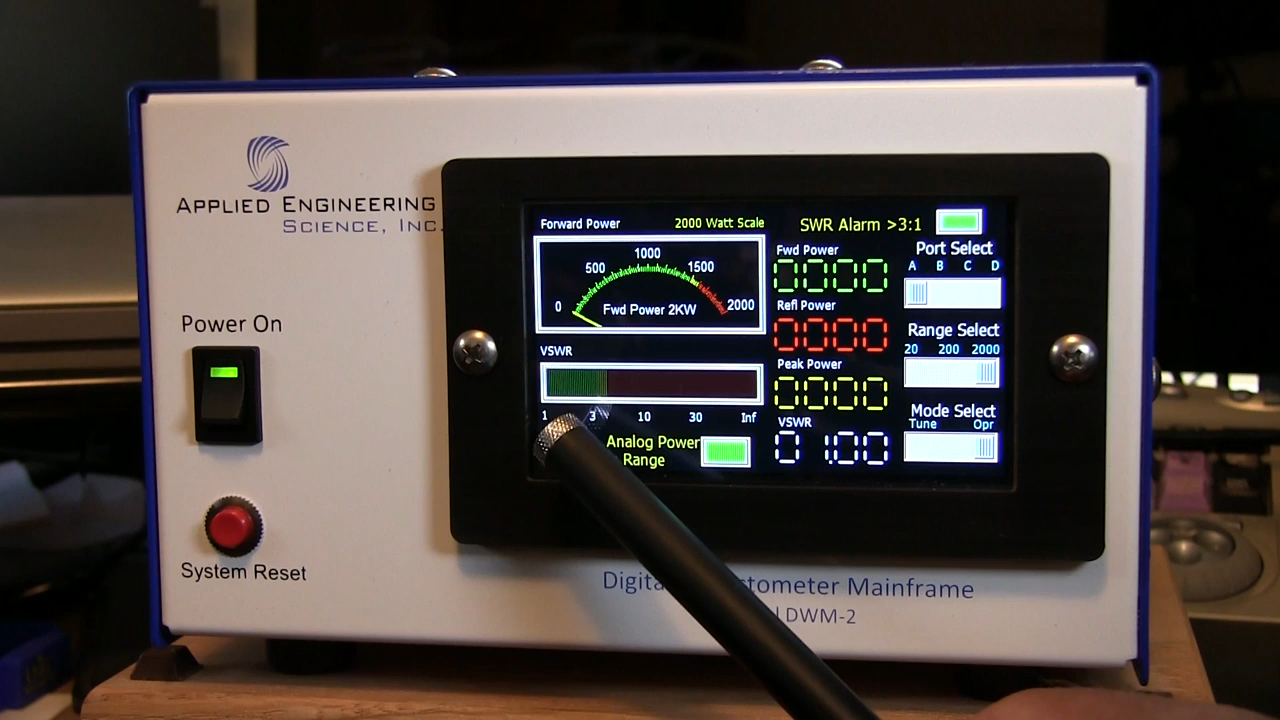 APPLIED ENGINEERING
SCIENCE, INC.
Power On
System Reset
Forward Power
2000 Watt Scale
0
500
1000
1500
2000
Fwd Power 2KW
VSWR
1 3 10 30 Inf
Analog Power
Range
SWR Alarm >3:1
Fwd Power
0000
Refl Power
0000
Peak Power
0000
VSWR
0 1.00
Port Select
A B C D
Range Select
20 200 2000
Mode Select
Tune Opr
Mainframe
DWM-2